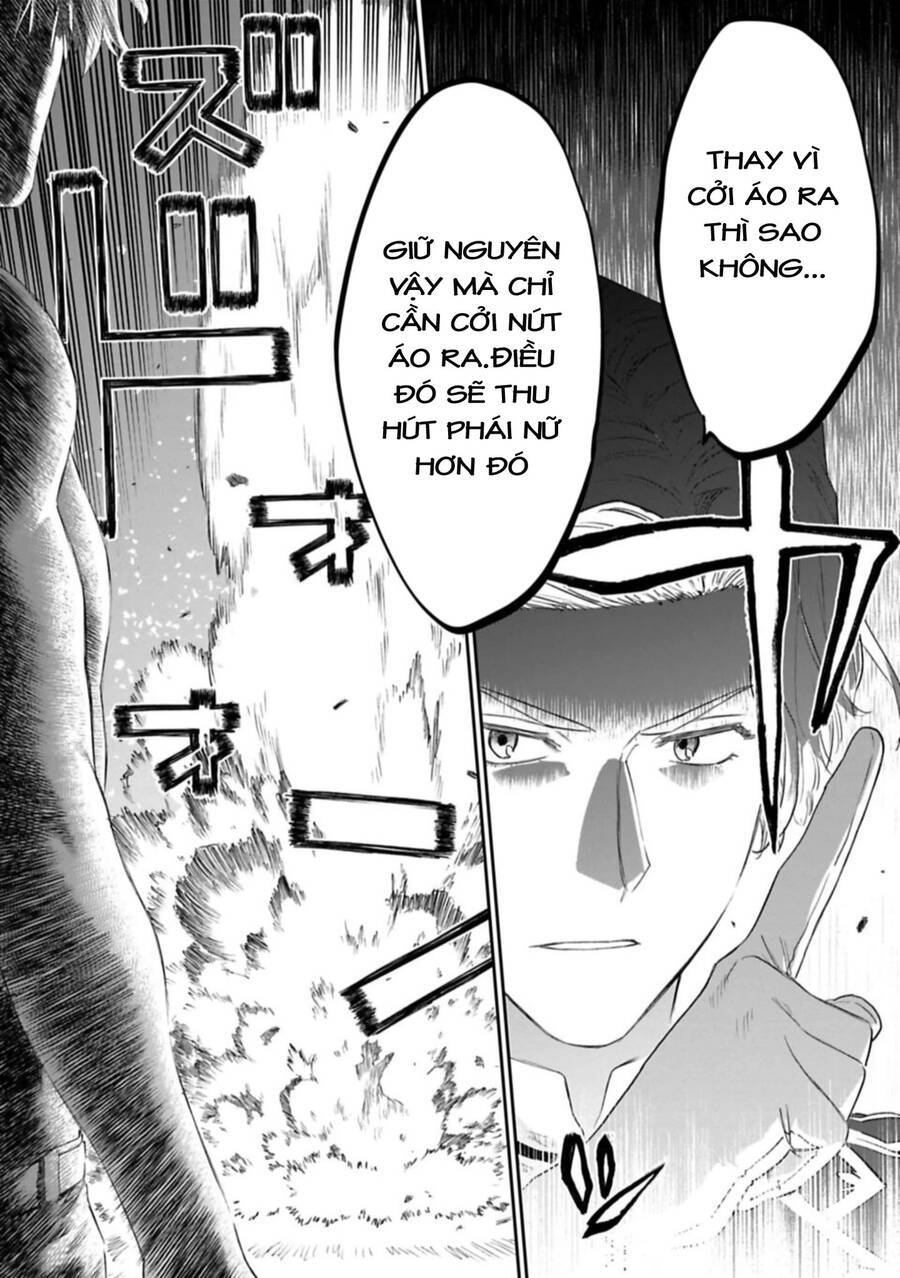 THAY VÌ
CỞI ÁO RA
THÌ SAO
KHÔNG...
GIỮ NGUYÊN
VẬY MÀ CHỈ
CẦN CỞI NÚT
ÁO RA.ĐIỀU
ĐÓ SẼ THU
HÚT PHÁI NỮ
HƠN ĐÓ
ズドオオーー